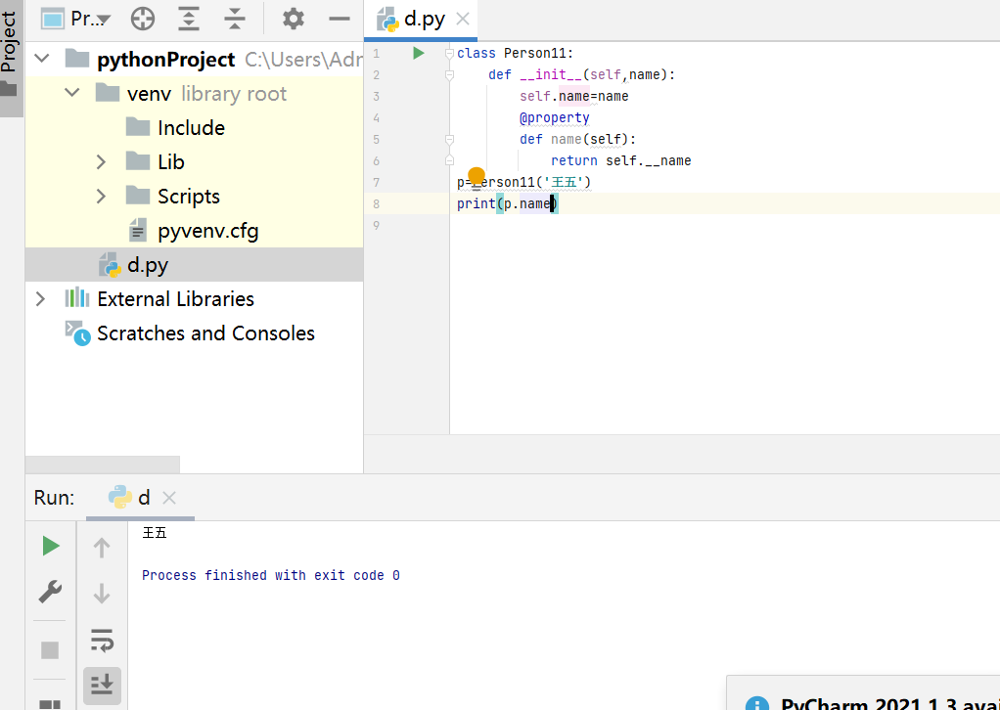 Project
Pr...
d.py
pythonProject C:\Users\Adr
venv library root
Include
Lib
Scripts
pyvenv.cfg
d.py
External Libraries
Scratches and Consoles
1 class Person11:
2 def __init__(self,name):
3 self.name=name
4 @property
5 def name(self):
6 return self.__name
7 p=Person11('王五')
8 print(p.name)
9
Run: d
王五
Process finished with exit code 0
PyCharm 2021.1.3 avai